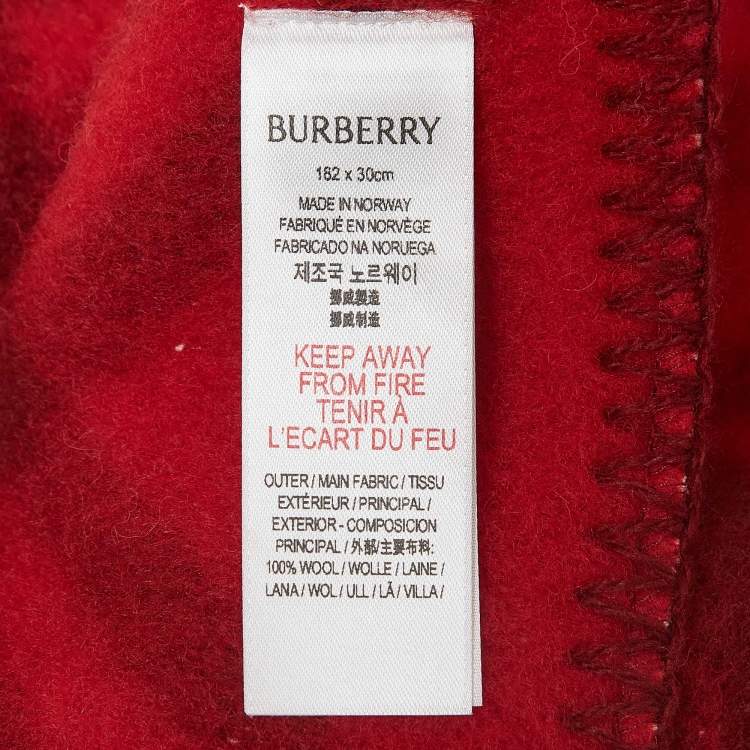 BURBERRY
182 x 30cm
MADE IN NORWAY
FABRIQUÉ EN NORVÈGE
FABRICADO NA NORUEGA
제조국 노르웨이
挪威製造
挪威制造
KEEP AWAY
FROM FIRE
TENIR À
L'ECART DU FEU
OUTER / MAIN FABRIC / TISSU
EXTÉRIEUR / PRINCIPAL /
EXTERIOR - COMPOSICION
PRINCIPAL / 外部/主要布料:
100% WOOL / WOLLE / LAINE /
LANA / WOL / ULL / LÃ / VILLA /